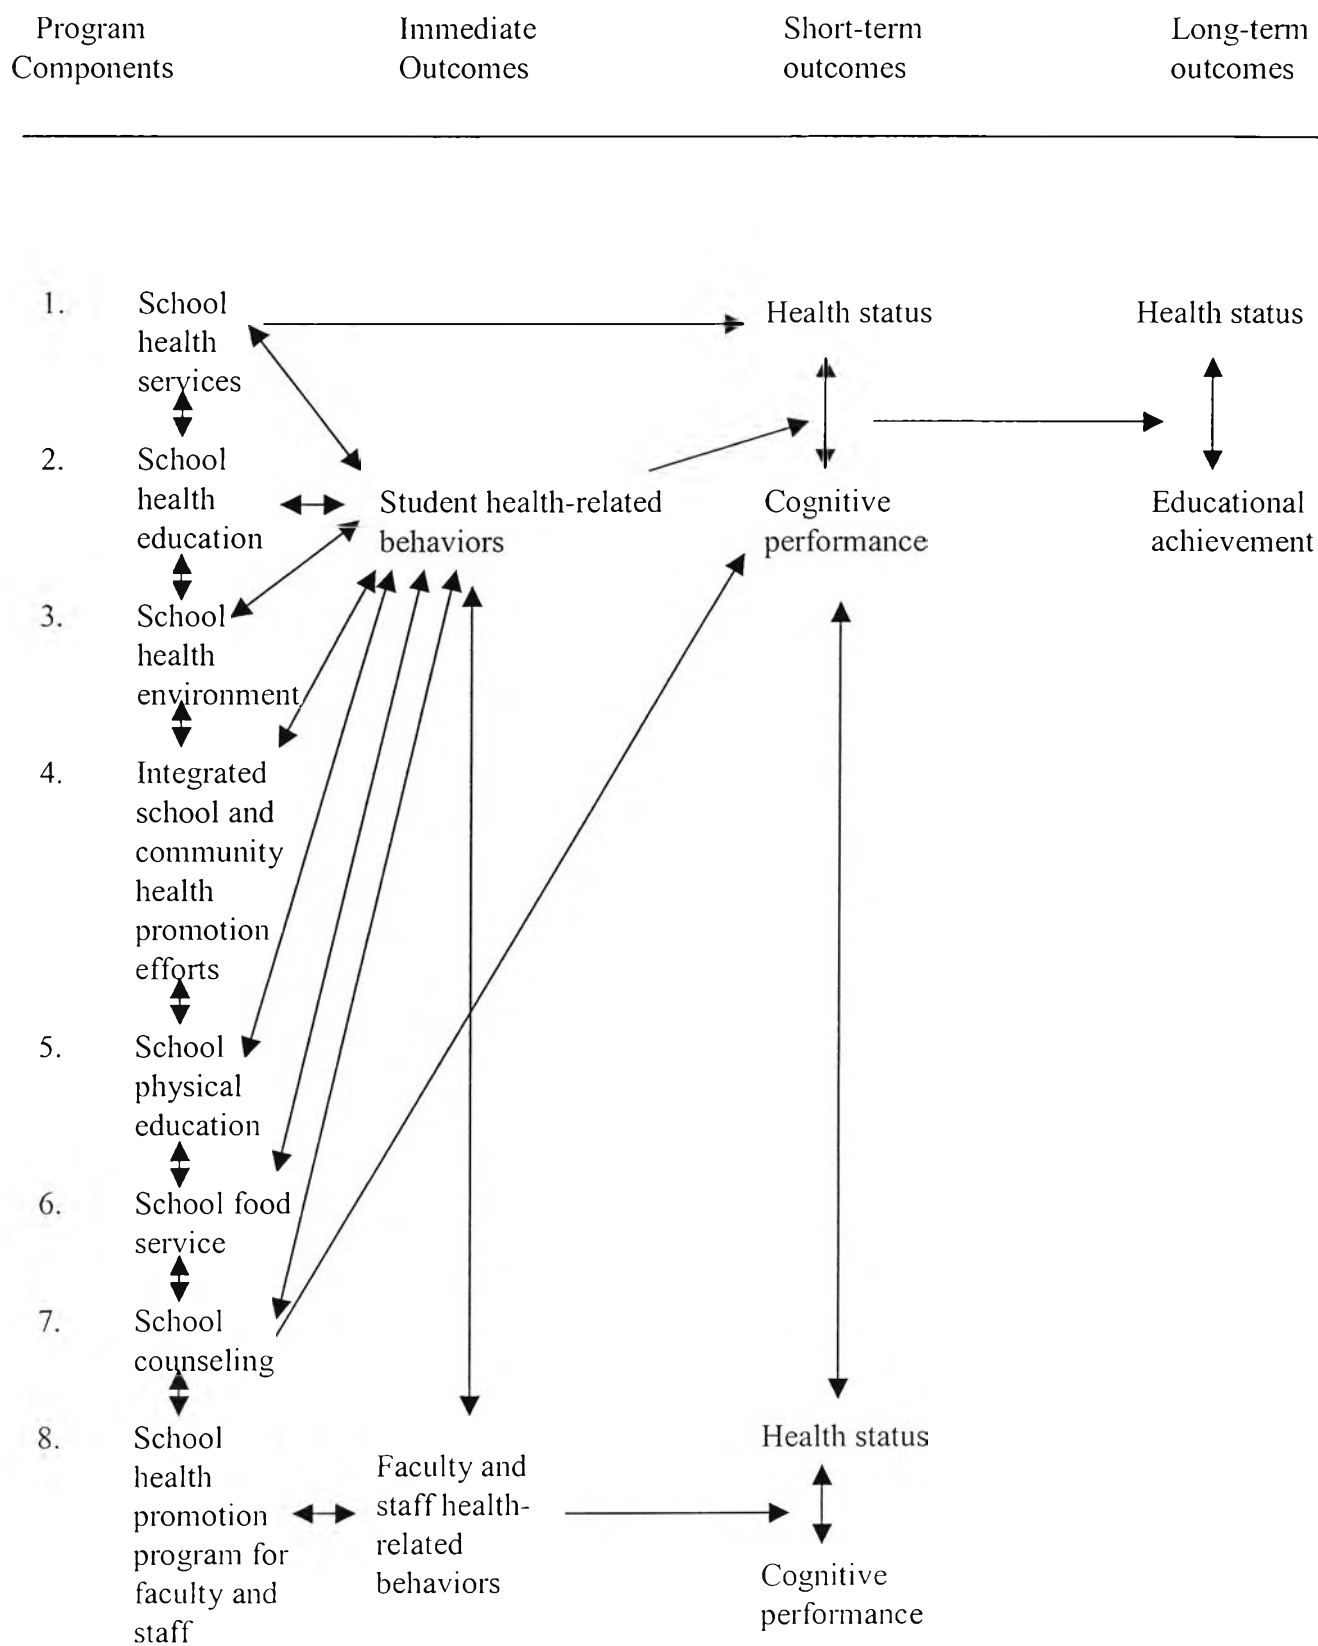 Program
Components
Immediate
Outcomes
Short-term
outcomes
Long-term
outcomes
1.
School
health
services
Health status
Health status
2.
School
health
education
Student health-related
behaviors
Cognitive
performance
Educational
achievement
3.
School
health
environment
4.
Integrated
school and
community
health
promotion
efforts
5.
School
physical
education
6.
School food
service
7.
School
counseling
8.
School
health
promotion
program for
faculty and
staff
Faculty and
staff health-
related
behaviors
Health status
Cognitive
performance